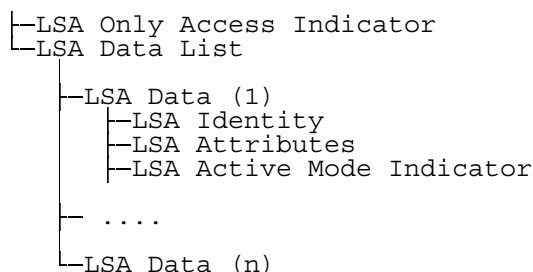 LSA Only Access Indicator
LSA Data List
LSA Data (1)
LSA Identity
LSA Attributes
LSA Active Mode Indicator
....
LSA Data (n)